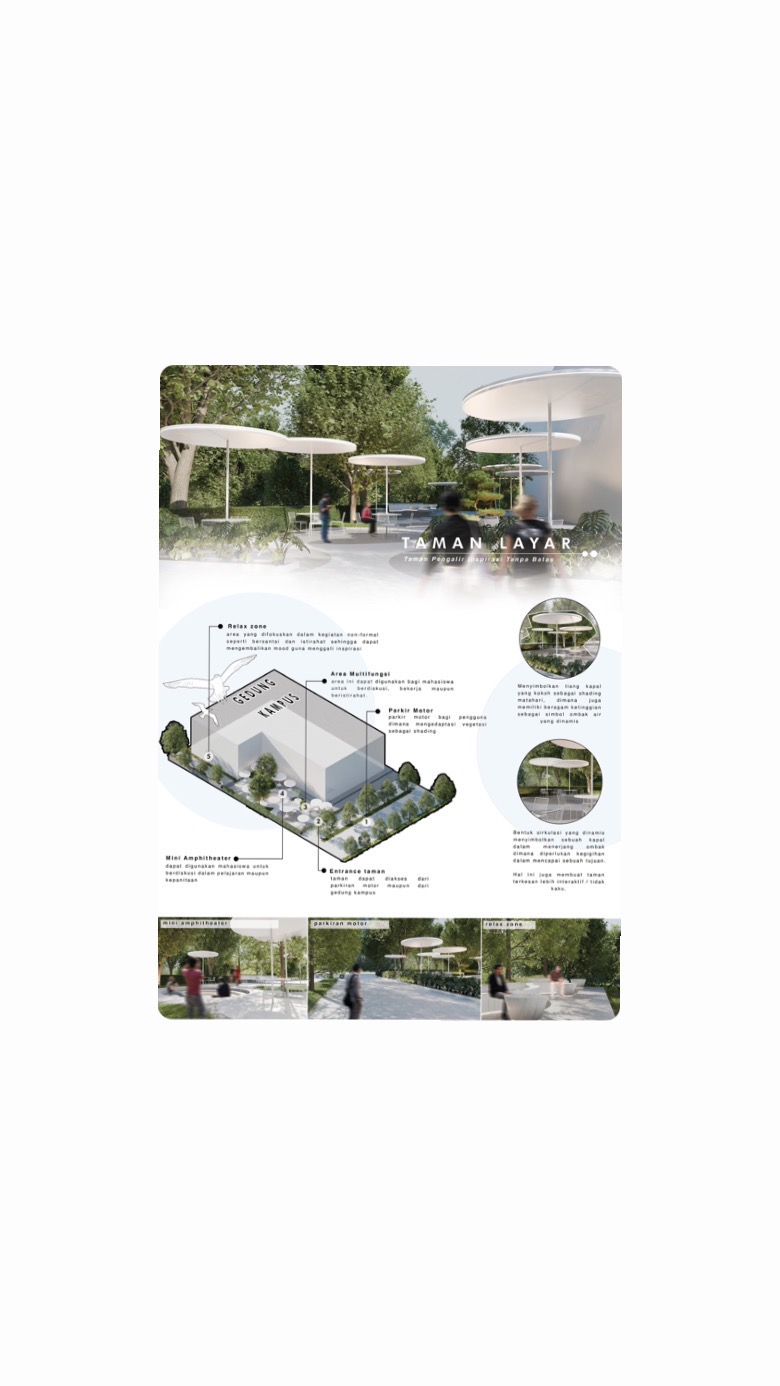 TAMAN LAYAR
Taman Pengalir Inspirasi Tanpa Batas
Relax zone
area yang difokuskan dalam kegiatan non-formal
seperti bersantai dan istirahat sehingga dapat
mengembalikan mood guna menggali inspirasi
Area Multifungsi
area ini dapat digunakan bagi mahasiswa
untuk berdiskusi, bekerja maupun
beristirahat.
Parkir Motor
parkir motor bagi pengguna
dimana mengadaptasi vegetasi
sebagai shading
GEDUNG
KAMPUS
5
4
3
2
1
Mini Amphitheater
dapat digunakan mahasiswa untuk
berdiskusi dalam pelajaran maupun
kepanitaan
Entrance taman
taman dapat diakses dari
parkiran motor maupun dari
gedung kampus
Menyimbolkan tiang kapal
yang kokoh sebagai shading
matahari, dimana juga
memiliki beragam ketinggian
sebagai simbol ombak air
yang dinamis
Bentuk sirkulasi yang dinamis
menyimbolkan sebuah kapal
dalam menerjang ombak
dimana diperlukan kegigihan
dalam mencapai sebuah tujuan.
Hal ini juga membuat taman
terkesan lebih interaktif / tidak
kaku.
mini amphitheater
parkiran motor
relax zone